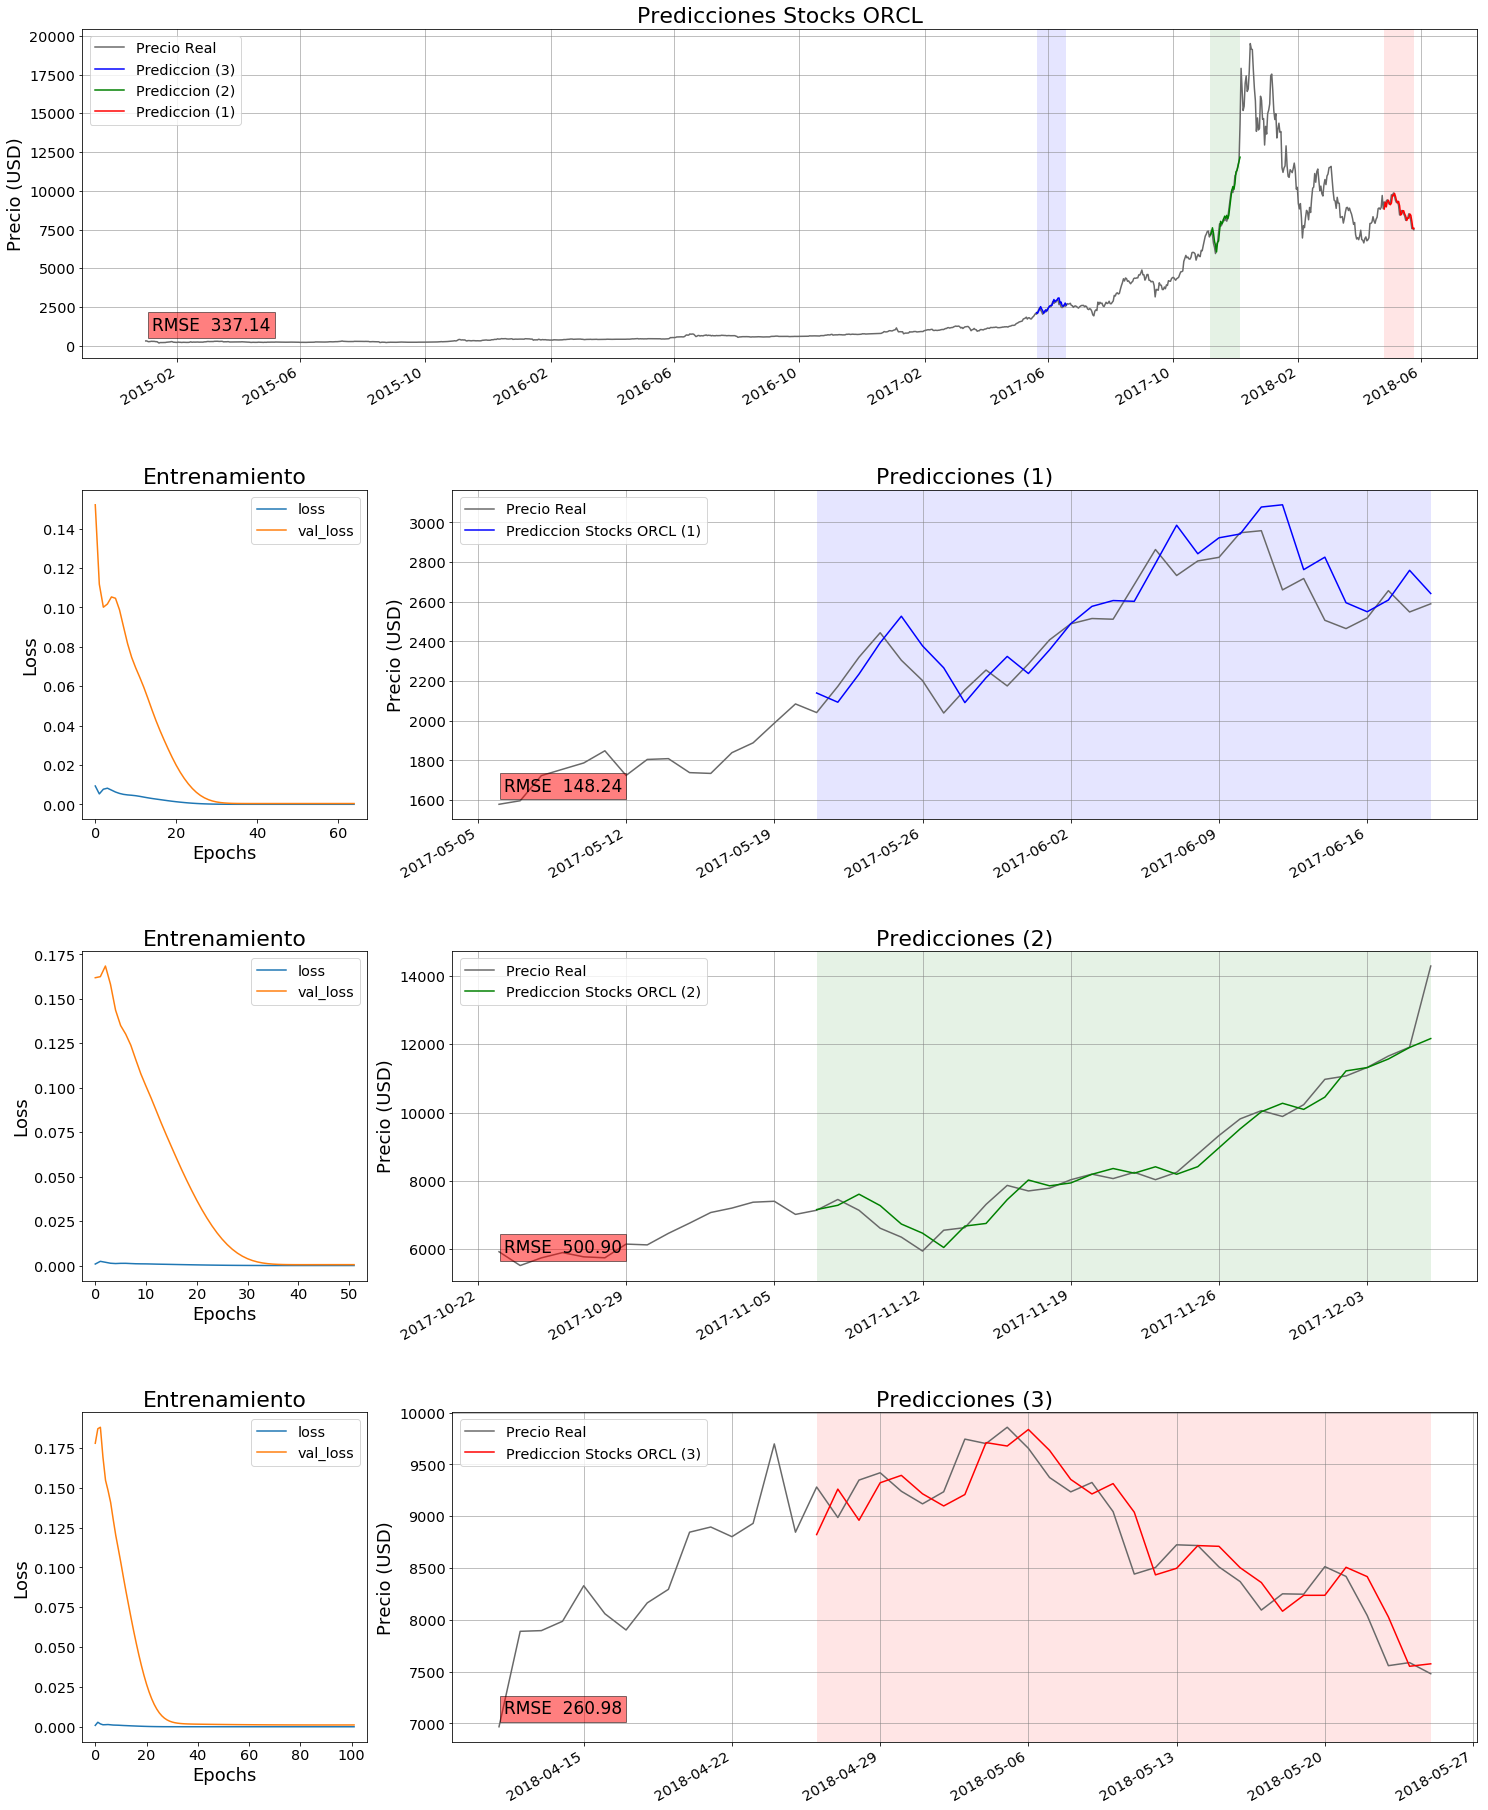 Predicciones Stocks ORCL
Precio (USD)
20000
17500
15000
12500
10000
7500
5000
2500
0
Precio Real
Prediccion (3)
Prediccion (2)
Prediccion (1)
RMSE 337.14
2015-02
2015-06
2015-10
2016-02
2016-06
2016-10
2017-02
2017-06
2017-10
2018-02
2018-06
Entrenamiento
Loss
0.14
0.12
0.10
0.08
0.06
0.04
0.02
0.00
loss
val_loss
0
20
40
60
Epochs
Predicciones (1)
Precio (USD)
3000
2800
2600
2400
2200
2000
1800
1600
Precio Real
Prediccion Stocks ORCL (1)
RMSE 148.24
2017-05-05
2017-05-12
2017-05-19
2017-05-26
2017-06-02
2017-06-09
2017-06-16
Entrenamiento
Loss
0.175
0.150
0.125
0.100
0.075
0.050
0.025
0.000
loss
val_loss
0
10
20
30
40
50
Epochs
Predicciones (2)
Precio (USD)
14000
12000
10000
8000
6000
Precio Real
Prediccion Stocks ORCL (2)
RMSE 500.90
2017-10-22
2017-10-29
2017-11-05
2017-11-12
2017-11-19
2017-11-26
2017-12-03
Entrenamiento
Loss
0.175
0.150
0.125
0.100
0.075
0.050
0.025
0.000
loss
val_loss
0
20
40
60
80
100
Epochs
Predicciones (3)
Precio (USD)
10000
9500
9000
8500
8000
7500
7000
Precio Real
Prediccion Stocks ORCL (3)
RMSE 260.98
2018-04-15
2018-04-22
2018-04-29
2018-05-06
2018-05-13
2018-05-20
2018-05-27